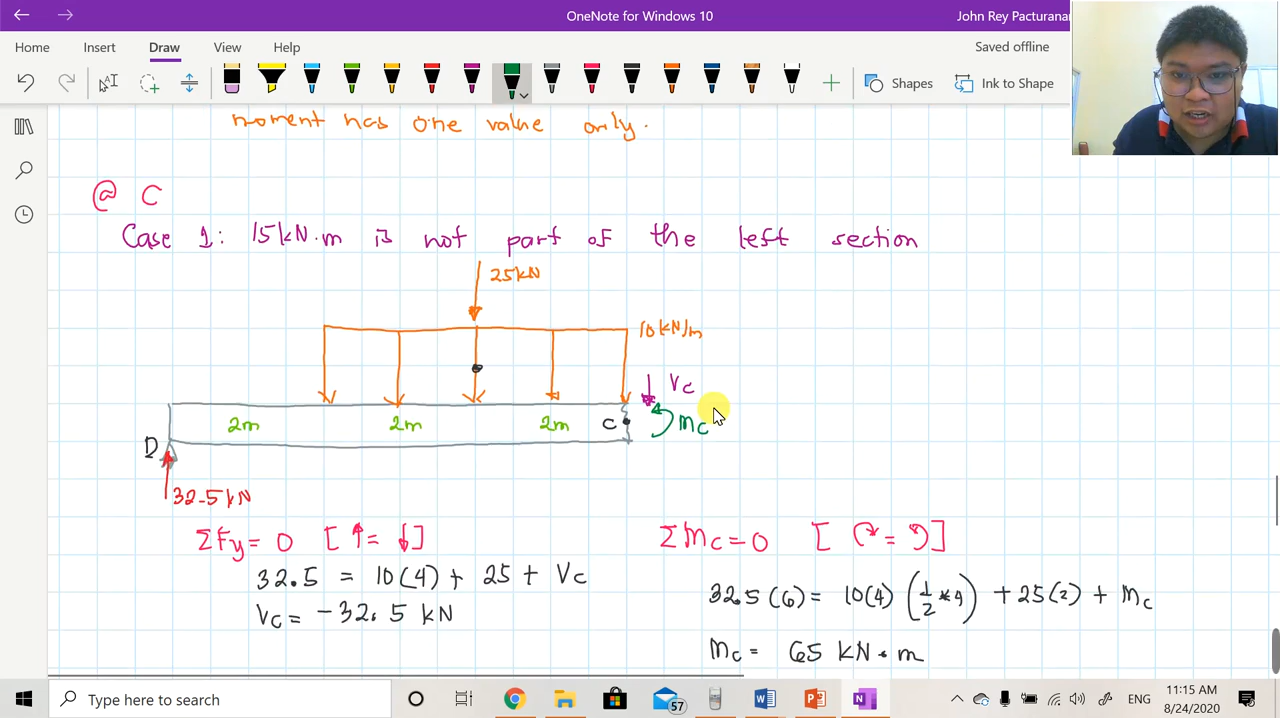 OneNote for Windows 10
John Rey Pacturana
Home Insert Draw View Help
Saved offline
Shapes Ink to Shape
moment has one value only.
@ C
Case 1: 15kN.m is not part of the left section
25kN
10 kN/m
Vc
2m 2m 2m C Mc
D
32.5kN
ΣFy = 0 [↑ = ↓]
ΣMc = 0 [↷ = ↶]
32.5 = 10(4) + 25 + Vc
Vc = -32.5 kN
32.5(6) = 10(4)(1/2*4) + 25(2) + Mc
Mc = 65 KN.m
Type here to search
57
ENG
11:15 AM
8/24/2020